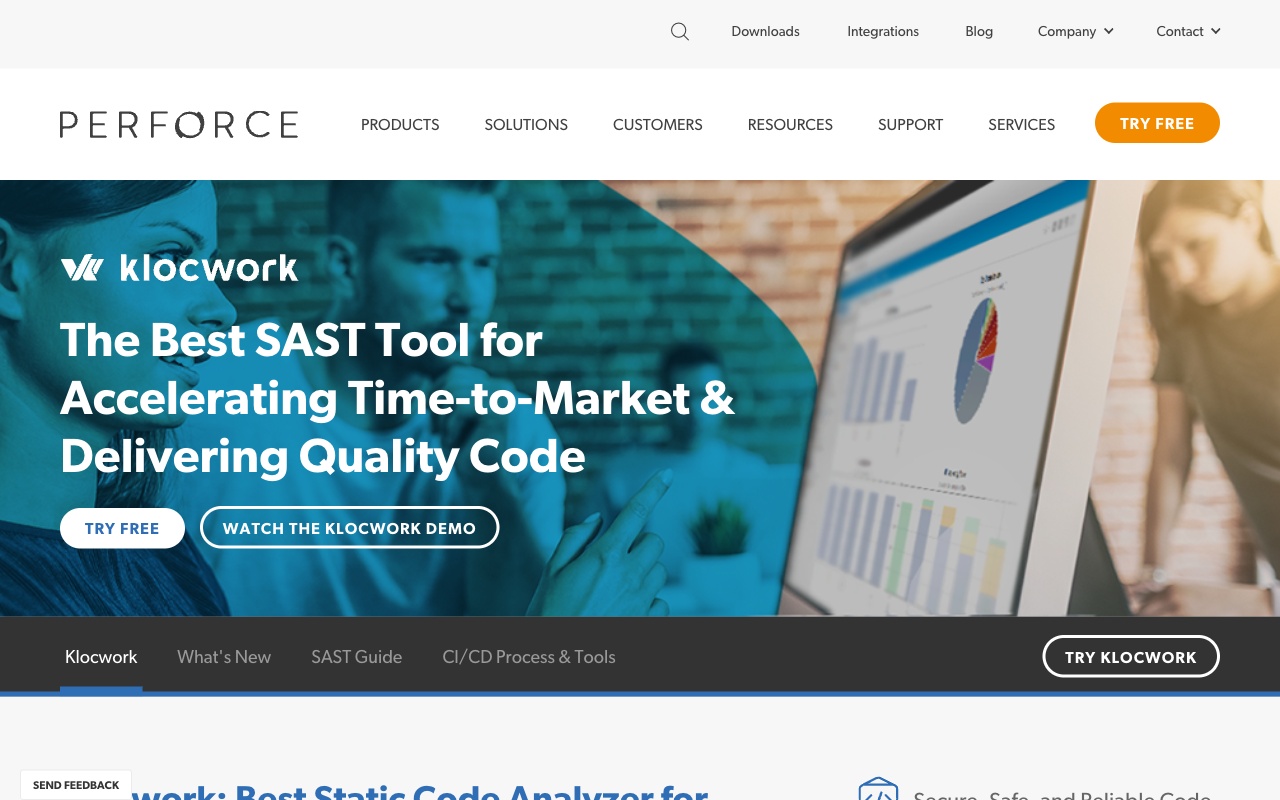 Downloads
Integrations
Blog
Company
Contact
PERFORCE
PRODUCTS
SOLUTIONS
CUSTOMERS
RESOURCES
SUPPORT
SERVICES
TRY FREE
klocwork
The Best SAST Tool for
Accelerating Time-to-Market &
Delivering Quality Code
TRY FREE
WATCH THE KLOCWORK DEMO
Klocwork
What's New
SAST Guide
CI/CD Process & Tools
TRY KLOCWORK
SEND FEEDBACK
work: Best Static Code Analyzer for
Secure, Safe, and Reliable Code